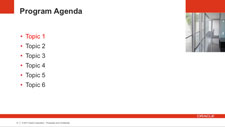 Program Agenda
• Topic 1
• Topic 2
• Topic 3
• Topic 4
• Topic 5
• Topic 6
ORACLE